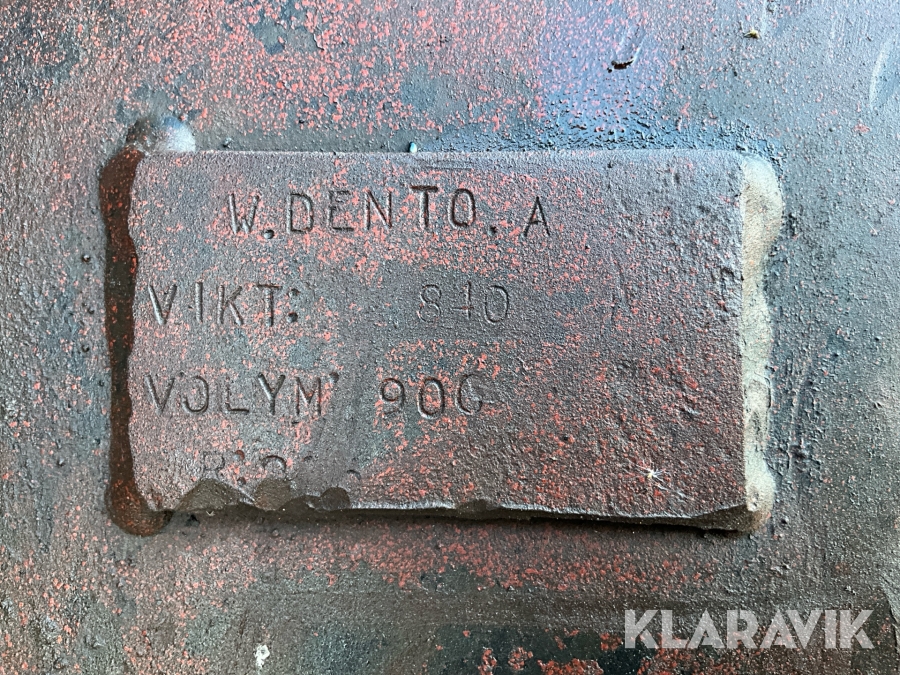 W.DENTO.A
VIKT: 840
VOLYM 900
KLARAVIK